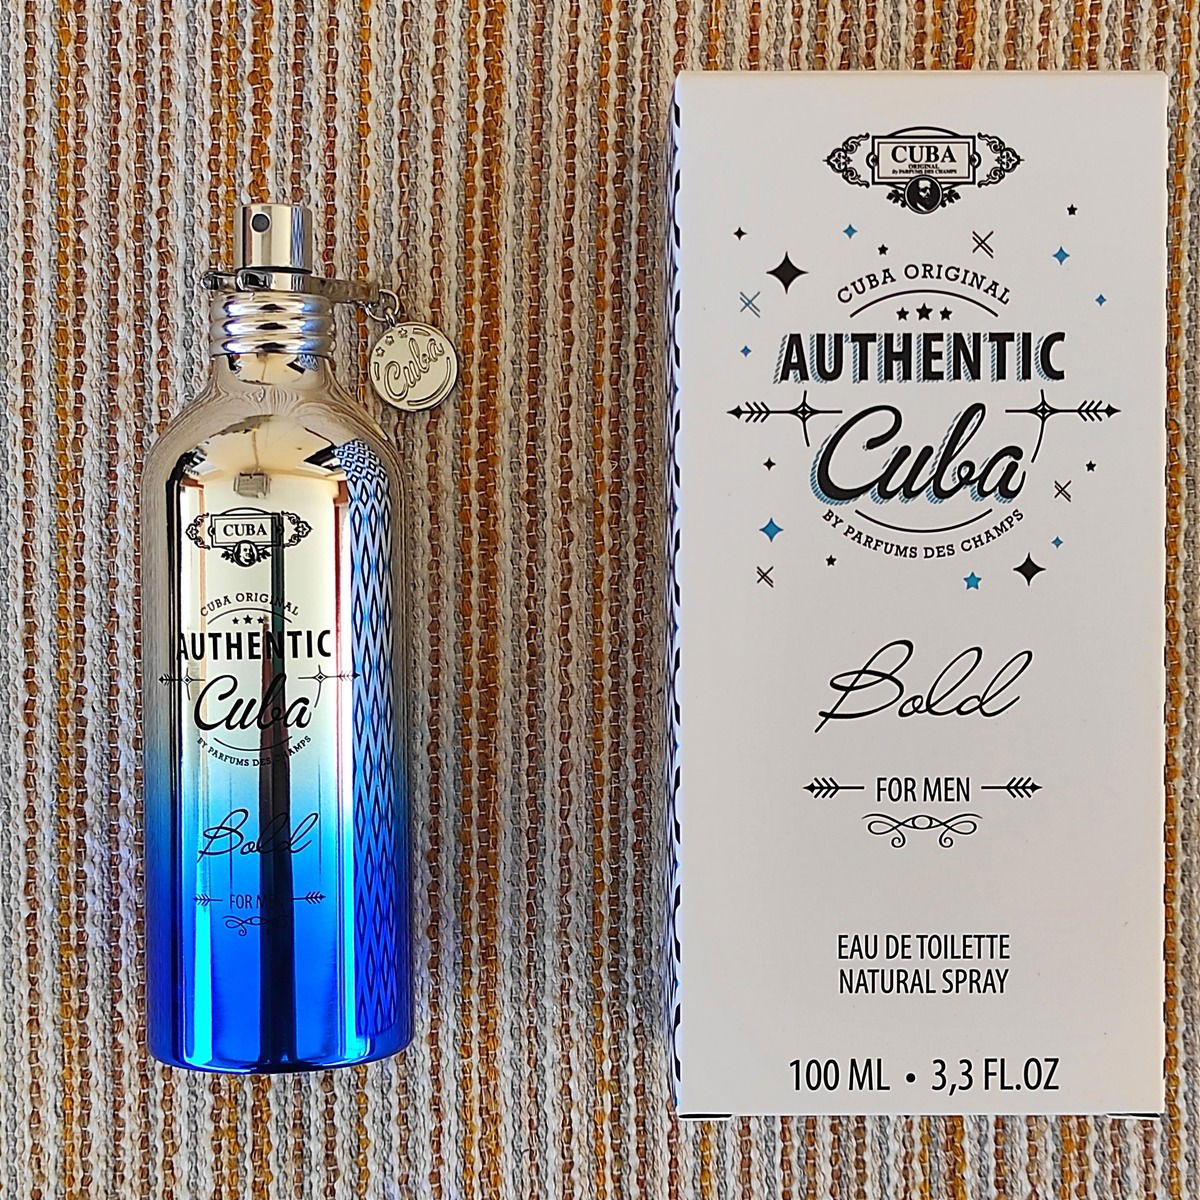 CUBA
Cuba
CUBA ORIGINAL
AUTHENTIC
Cuba
BY PARFUMS DES CHAMPS
Bold
FOR MEN
CUBA
ORIGINAL
By PARFUMS DES CHAMPS
CUBA ORIGINAL
AUTHENTIC
Cuba
BY PARFUMS DES CHAMPS
Bold
FOR MEN
EAU DE TOILETTE
NATURAL SPRAY
100 ML • 3,3 FL.OZ